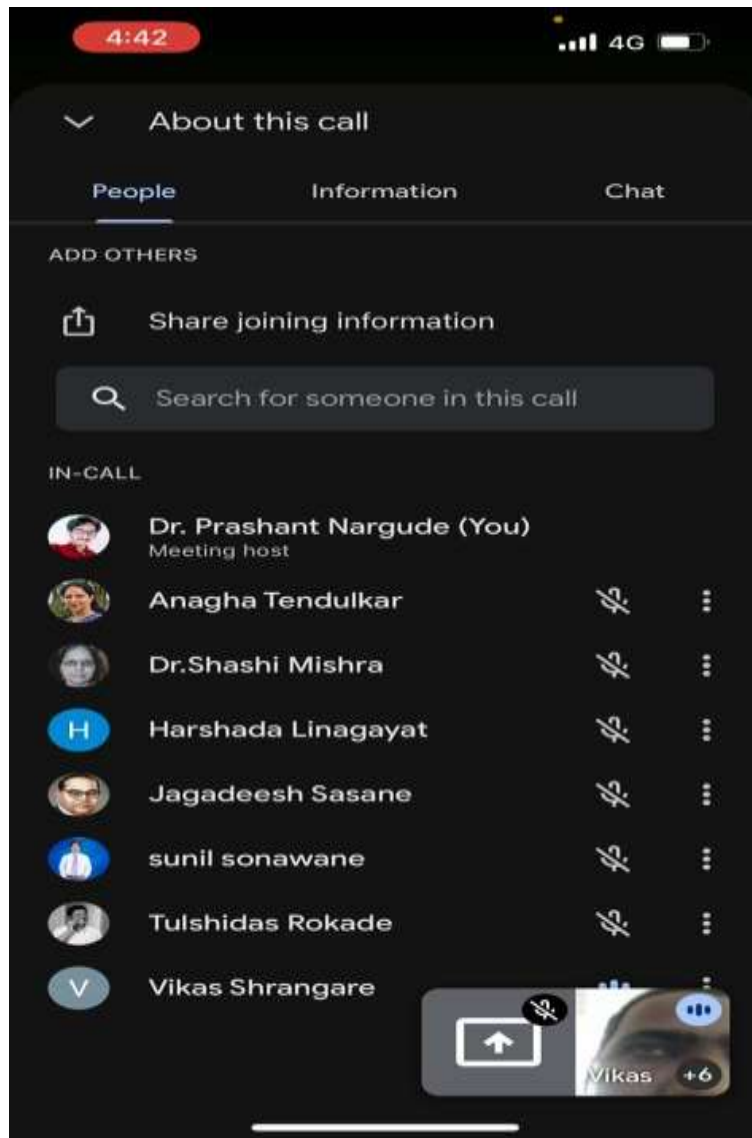 4:42 4G
About this call
People Information Chat
ADD OTHERS
Share joining information
Search for someone in this call
IN-CALL
Dr. Prashant Nargude (You)
Meeting host
Anagha Tendulkar
Dr.Shashi Mishra
H Harshada Linagayat
Jagadeesh Sasane
sunil sonawane
Tulshidas Rokade
V Vikas Shrangare
Vikas +6